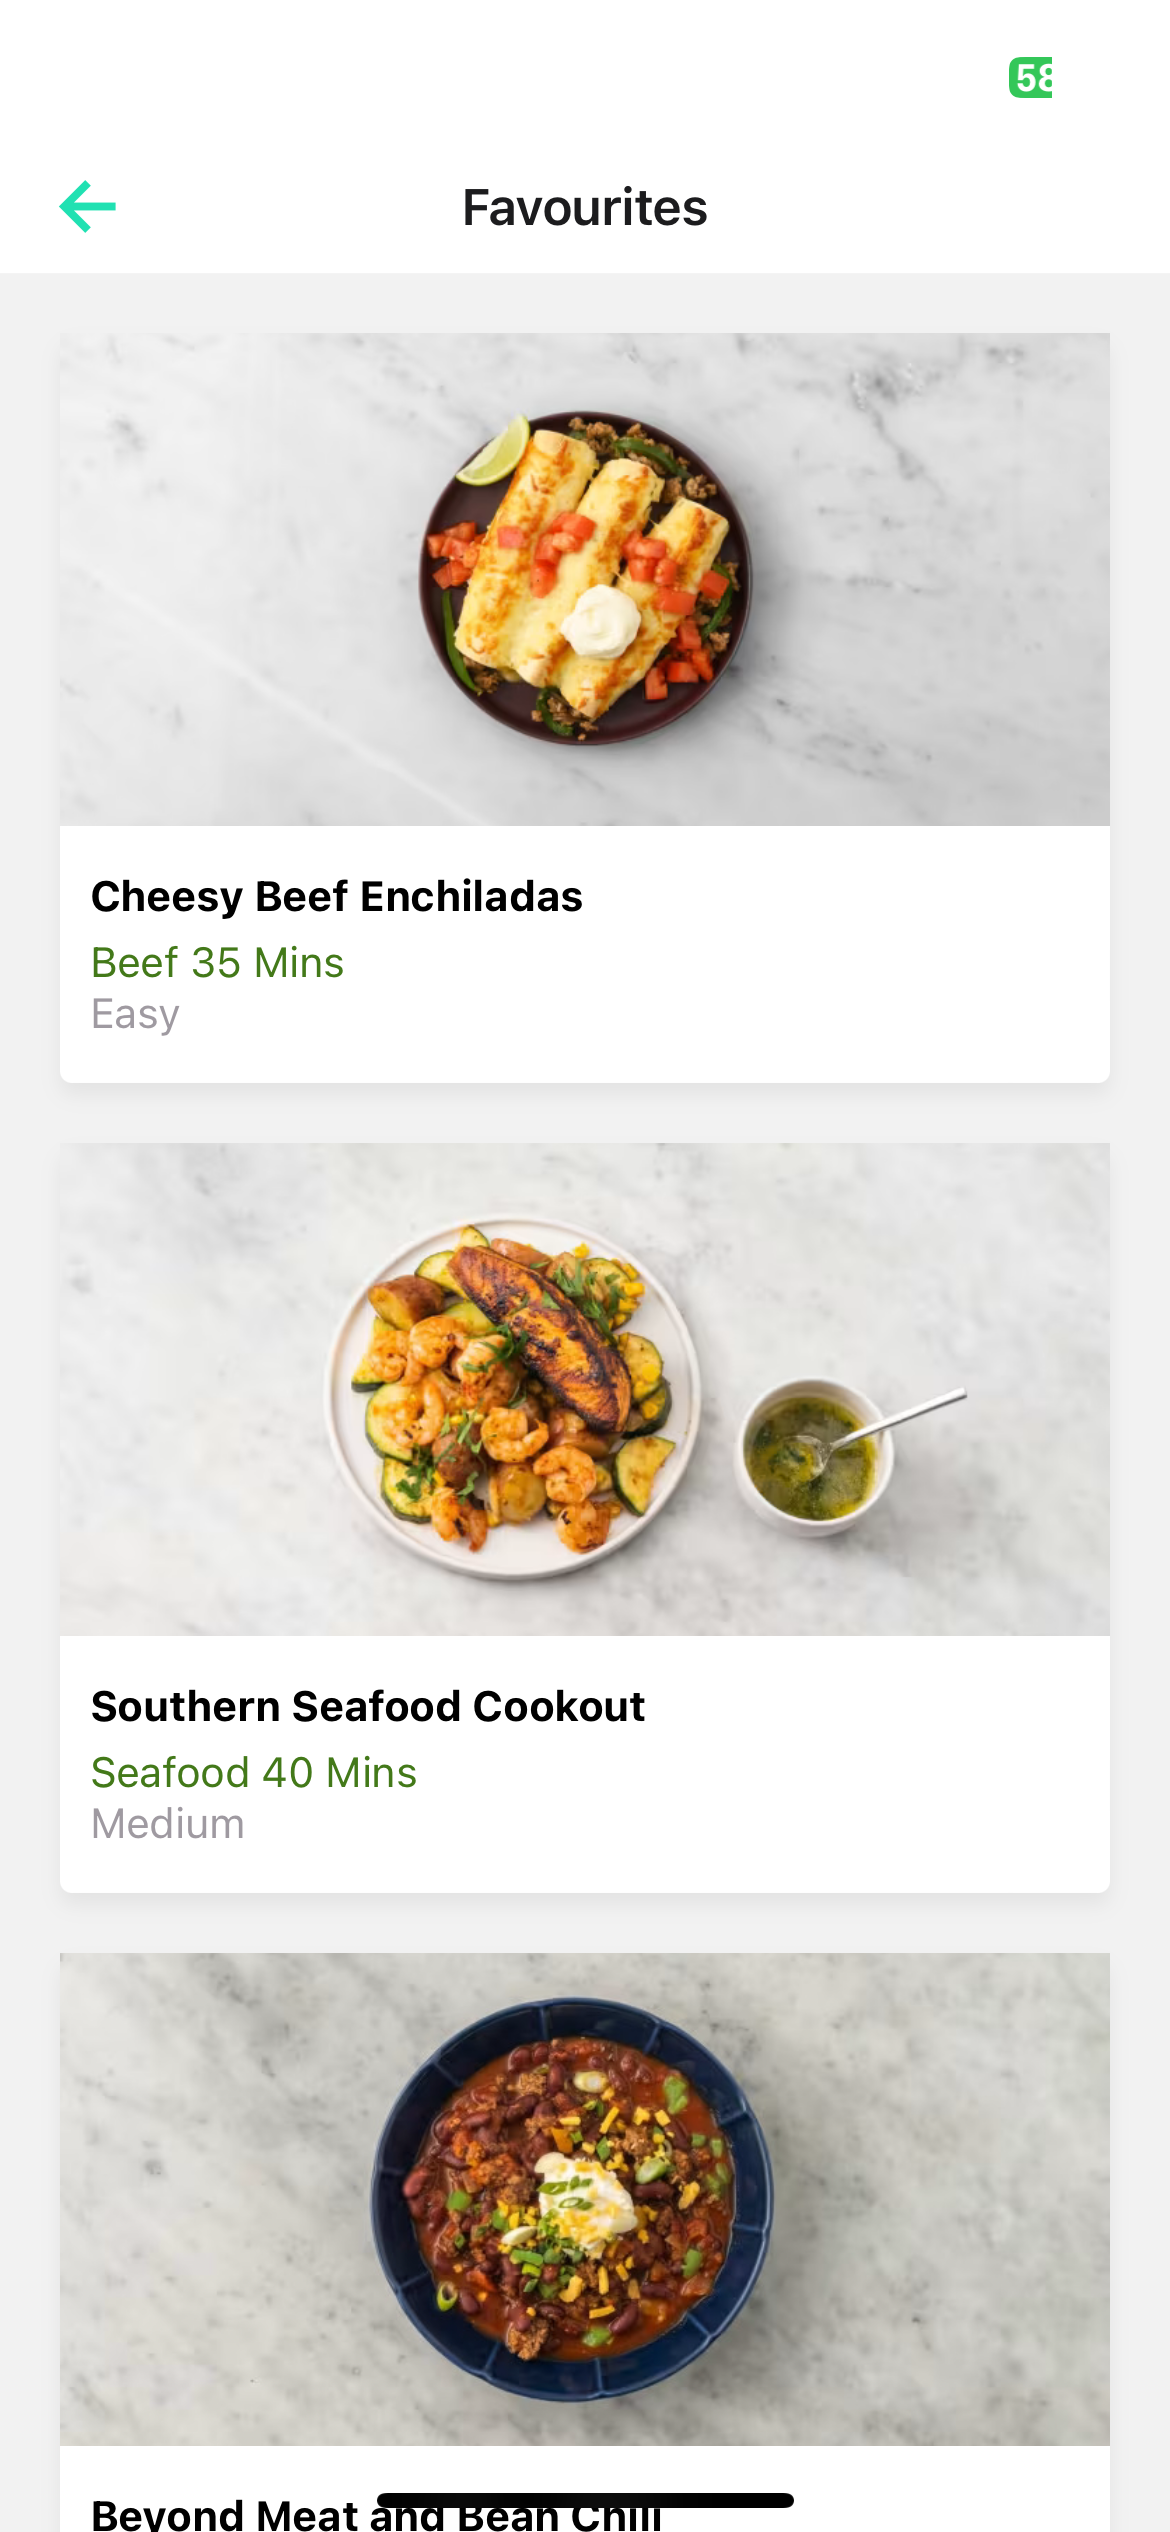 58
Favourites
Cheesy Beef Enchiladas
Beef 35 Mins
Easy
Southern Seafood Cookout
Seafood 40 Mins
Medium
Beyond Meat and Bean Chili